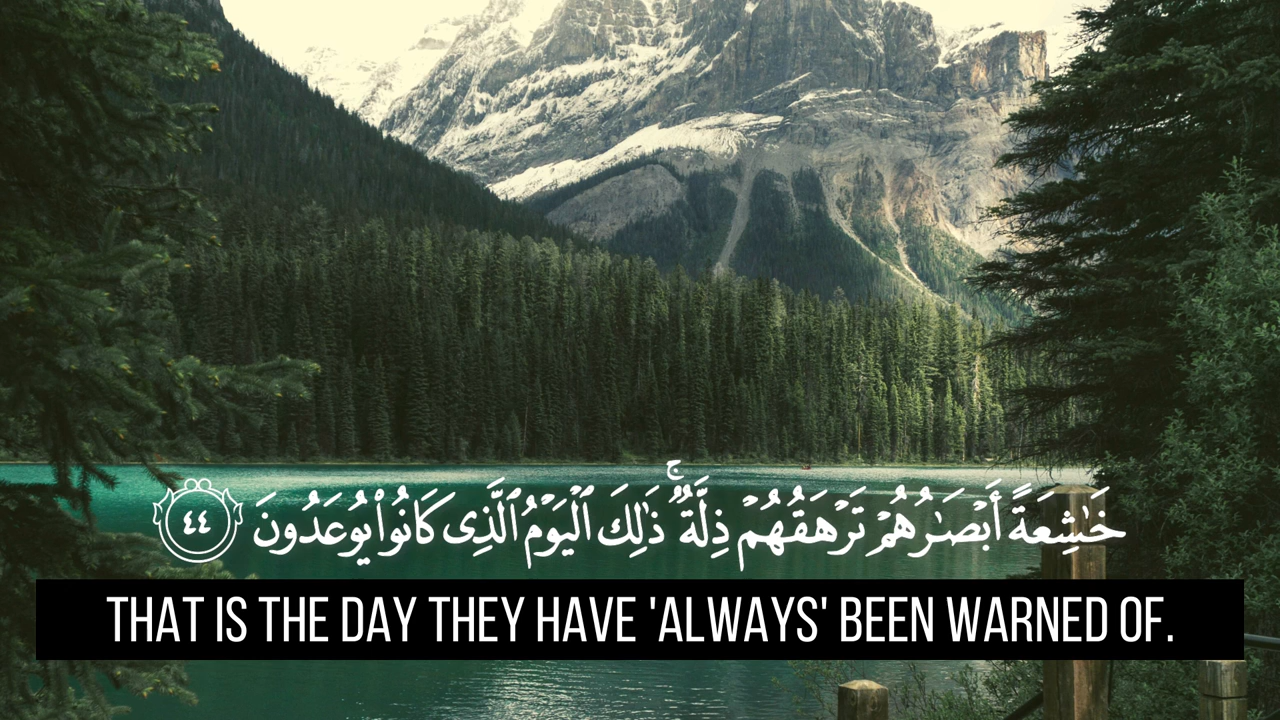 خَٰشِعَةً أَبْصَٰرُهُمْ تَرْهَقُهُمْ ذِلَّةٌ ۚ ذَٰلِكَ ٱلْيَوْمُ ٱلَّذِى كَانُوا۟ يُوعَدُونَ ٤٤
THAT IS THE DAY THEY HAVE 'ALWAYS' BEEN WARNED OF.